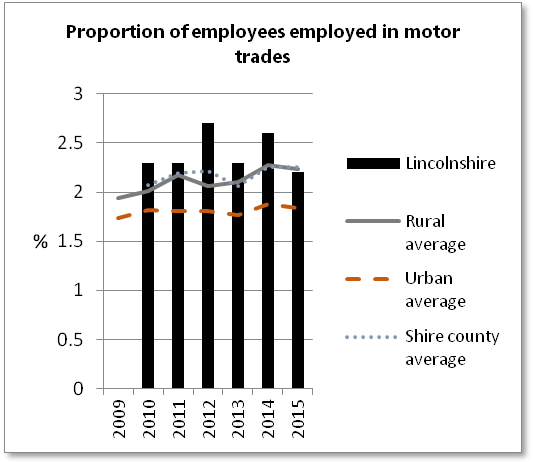 Proportion of employees employed in motor
trades
3
2.5
2
1.5
1
0.5
0
%
2009
2010
2011
2012
2013
2014
2015
Lincolnshire
Rural
average
Urban
average
Shire county
average